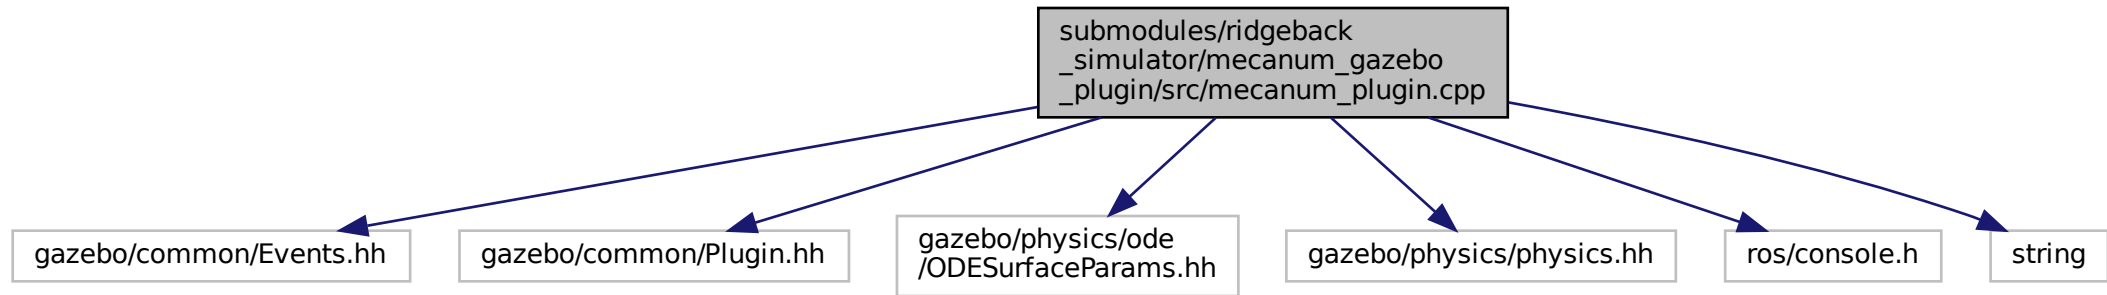 submodules/ridgeback
_simulator/mecanum_gazebo
_plugin/src/mecanum_plugin.cpp
gazebo/common/Events.hh
gazebo/common/Plugin.hh
gazebo/physics/ode
/ODESurfaceParams.hh
gazebo/physics/physics.hh
ros/console.h
string